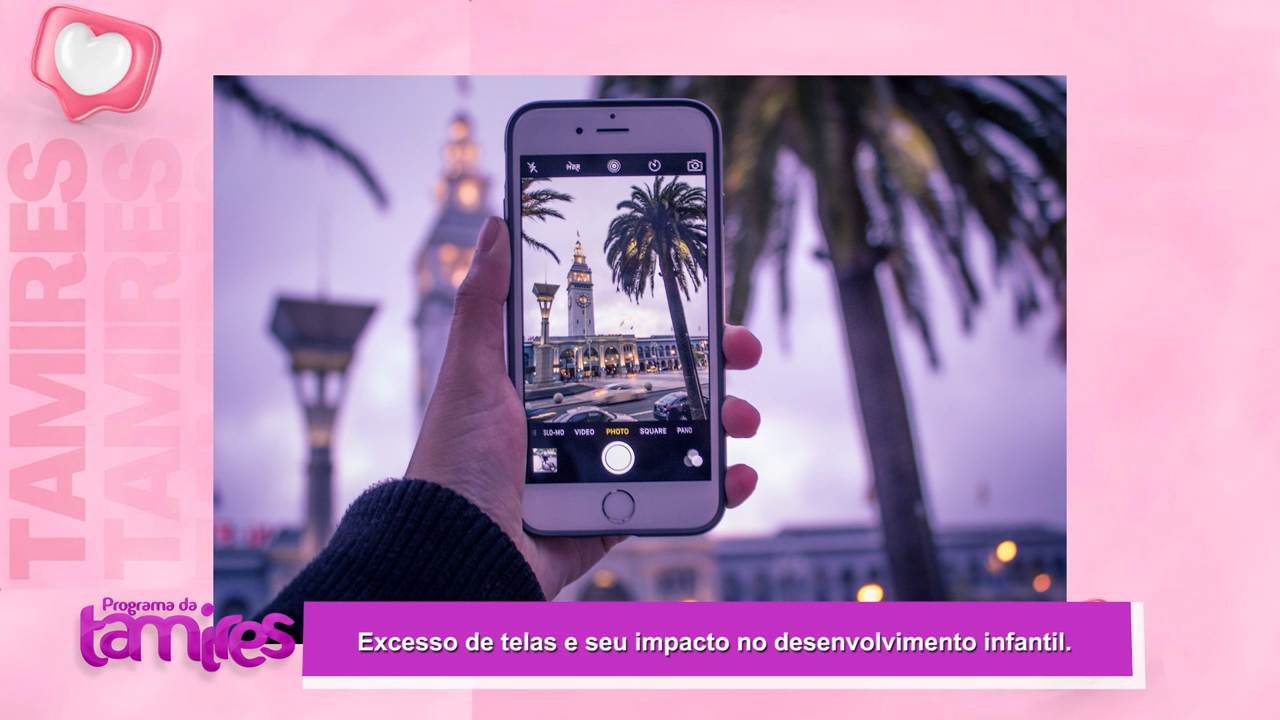 TAMIRES
TAMIRES
SLO-MO VIDEO PHOTO SQUARE PANO
Programa da
tamires
Excesso de telas e seu impacto no desenvolvimento infantil.